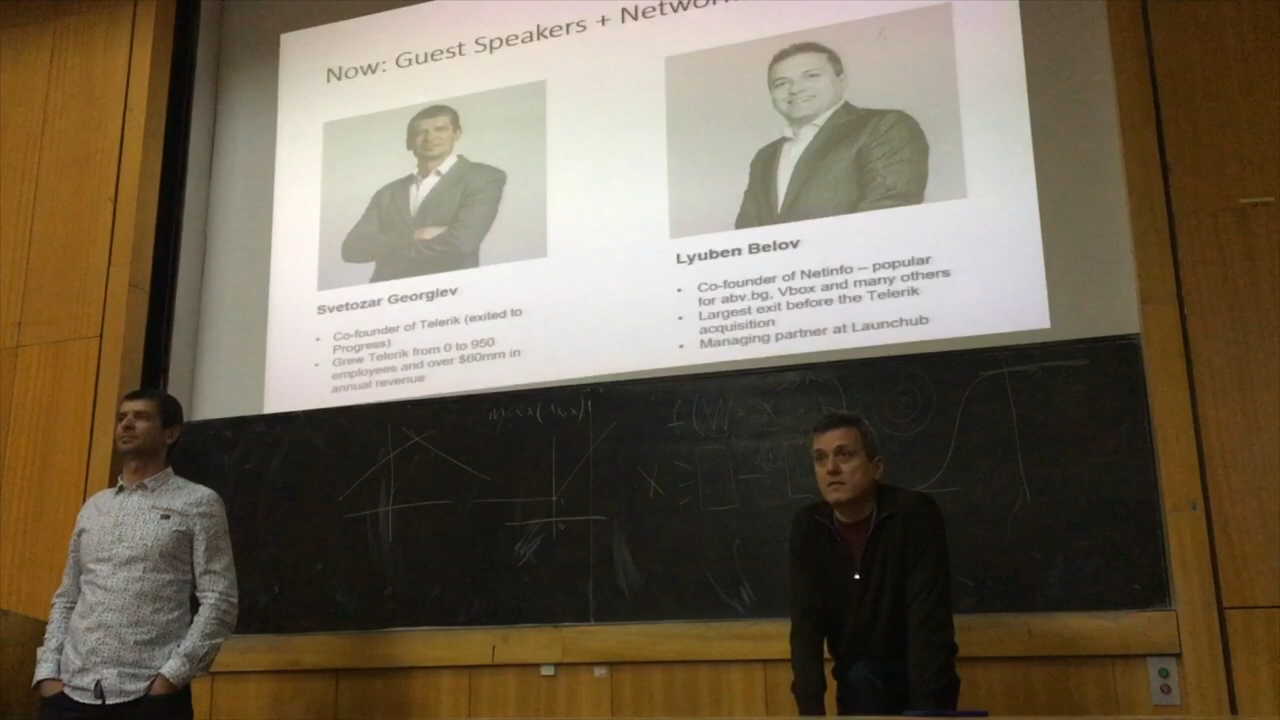 Now: Guest Speakers + Network
Svetozar Georgiev
• Co-founder of Telerik (exited to
Progress)
• Grew Telerik from 0 to 950
employees and over $60mm in
annual revenue
Lyuben Belov
• Co-founder of Netinfo – popular
for abv.bg, Vbox and many others
• Largest exit before the Telerik
acquisition
• Managing partner at Launchub
max(
f(W
X